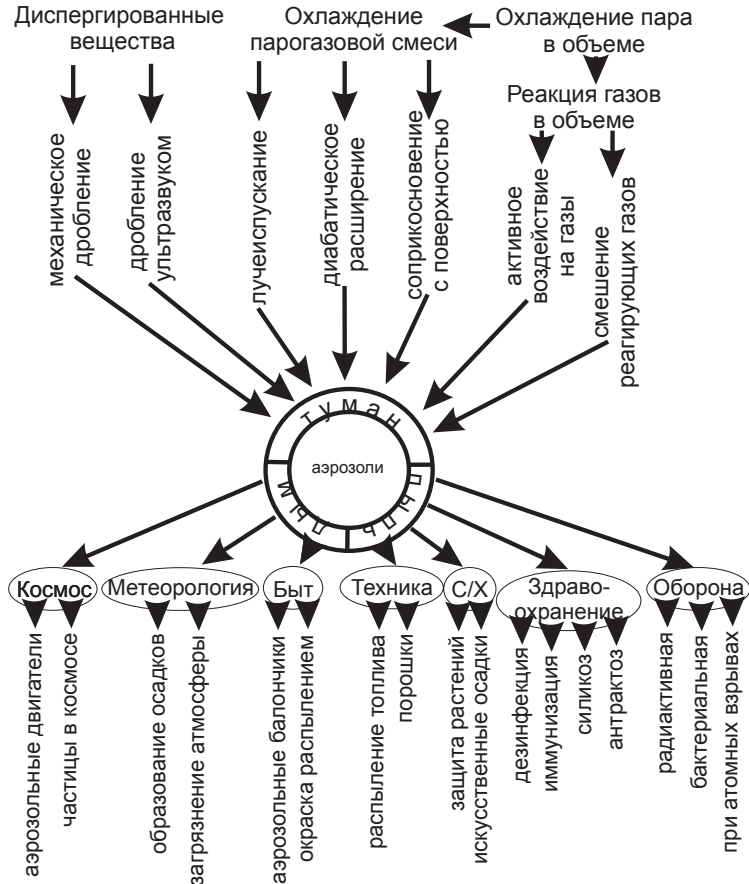 Диспергированные
вещества
Охлаждение
парогазовой смеси
Охлаждение пара
в объеме
Реакция газов
в объеме
механическое
дробление
дробление
ультразвуком
лучеиспускание
диабатическое
расширение
соприкосновение
с поверхностью
активное
воздействие
на газы
смешение
реагирующих газов
туман
аэрозоли
дым
пыль
Космос
Метеорология
Быт
Техника
С/Х
Здраво-
охранение
Оборона
аэрозольные двигатели
частицы в космосе
образование осадков
загрязнение атмосферы
аэрозольные балончики
окраска распылением
распыление топлива
порошки
защита растений
искусственные осадки
дезинфекция
иммунизация
силикоз
антрактоз
радиактивная
бактериальная
при атомных взрывах